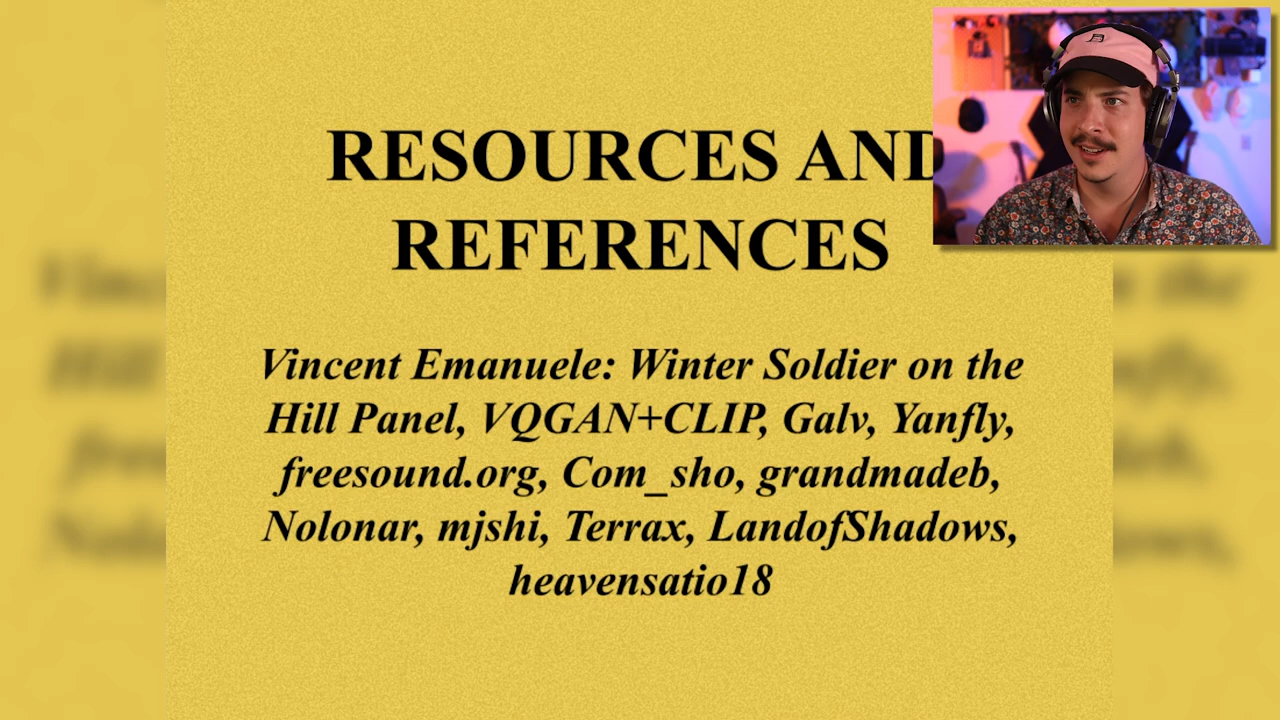 RESOURCES AND
REFERENCES
Vincent Emanuele: Winter Soldier on the
Hill Panel, VQGAN+CLIP, Galv, Yanfly,
freesound.org, Com_sho, grandmadeb,
Nolonar, mjshi, Terrax, LandofShadows,
heavensatio18